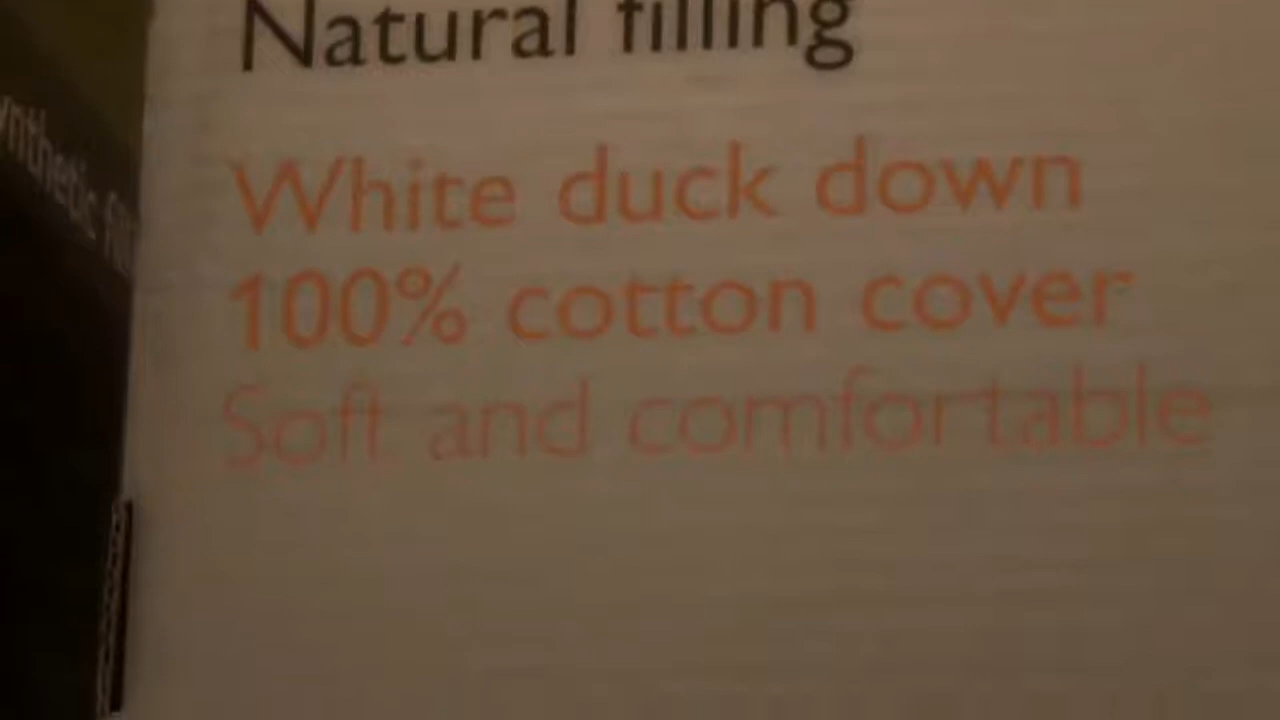 Natural filling
White duck down
100% cotton cover
Soft and comfortable